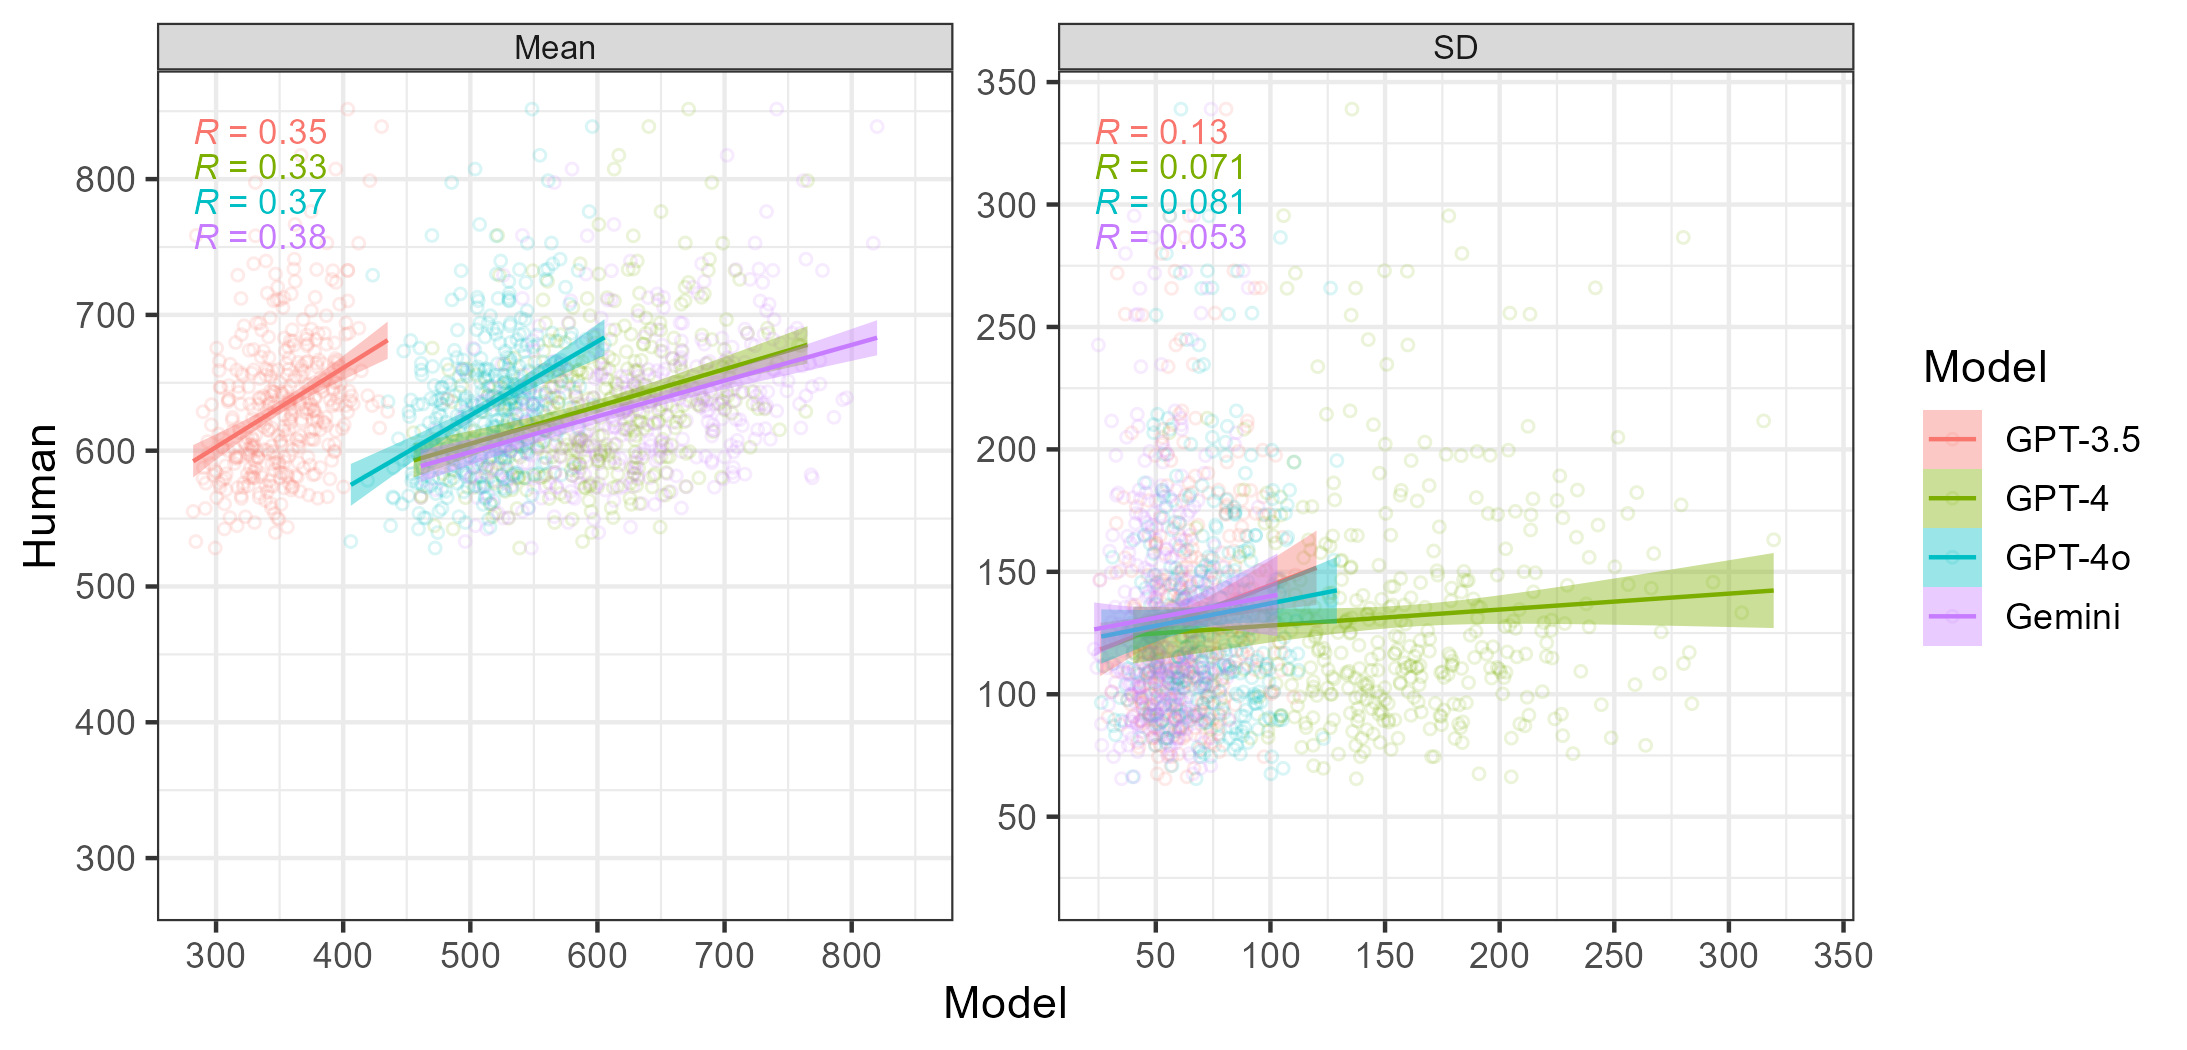 Mean
SD
R = 0.35
R = 0.33
R = 0.37
R = 0.38
R = 0.13
R = 0.071
R = 0.081
R = 0.053
800
700
600
500
400
300
350
300
250
200
150
100
50
300 400 500 600 700 800
50 100 150 200 250 300 350
Human
Model
Model
GPT-3.5
GPT-4
GPT-4o
Gemini